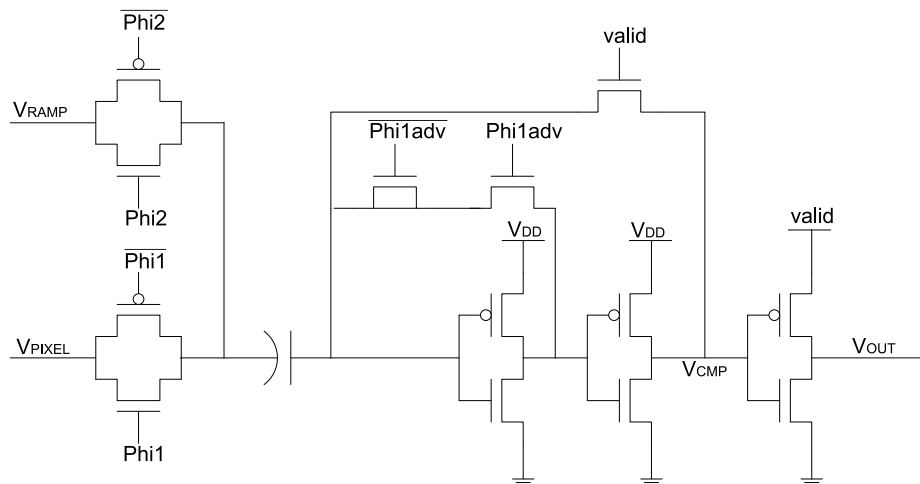 Phi2
valid
VRAMP
Phi1adv
Phi1adv
Phi2
VDD
VDD
valid
Phi1
VPIXEL
VCMP
VOUT
Phi1